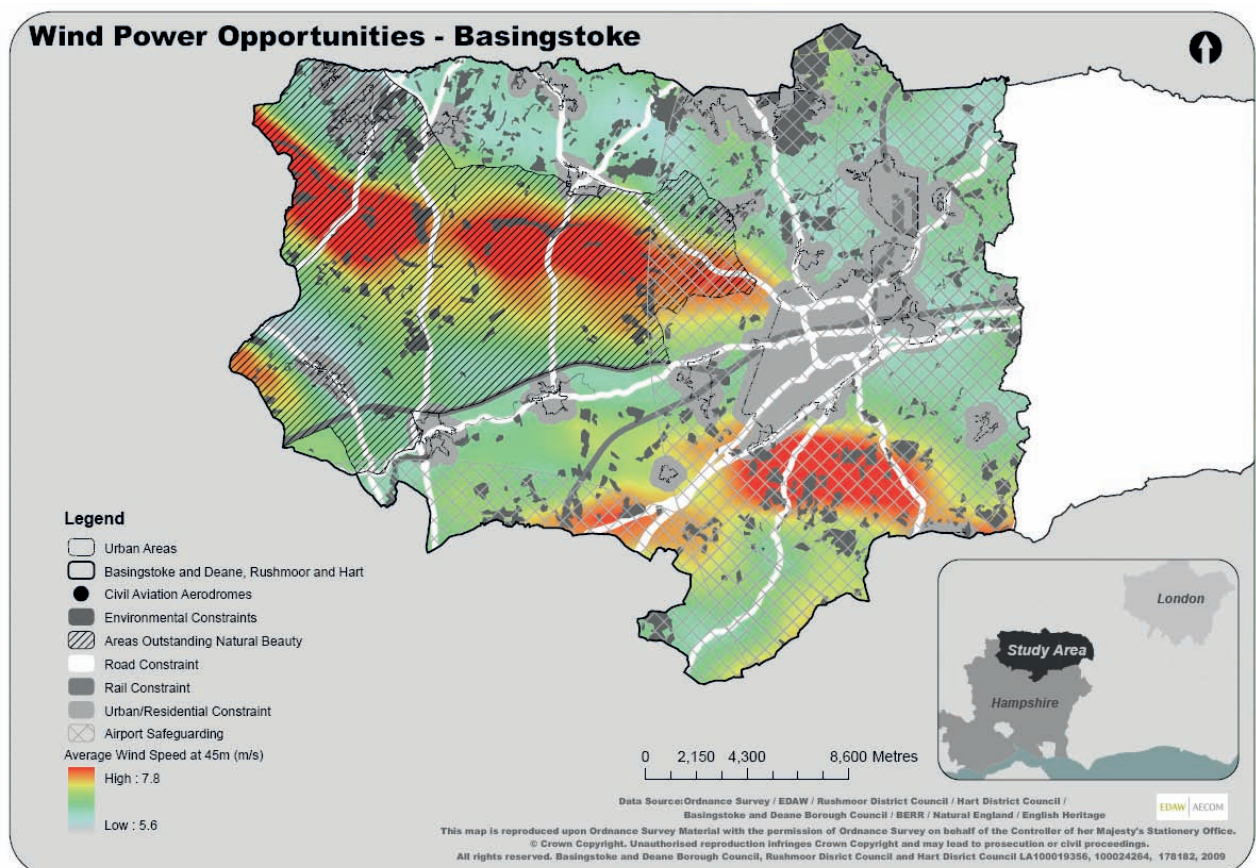 Wind Power Opportunities - Basingstoke
Legend
Urban Areas
Basingstoke and Deane, Rushmoor and Hart
Civil Aviation Aerodromes
Environmental Constraints
Areas Outstanding Natural Beauty
Road Constraint
Rail Constraint
Urban/Residential Constraint
Airport Safeguarding
Average Wind Speed at 45m (m/s)
High : 7.8
Low : 5.6
0 2,150 4,300 8,600 Metres
London
Study Area
Hampshire
Data Source:Ordnance Survey / EDAW / Rushmoor District Council / Hart District Council /
Basingstoke and Deane Borough Council / BERR / Natural England / English Heritage
EDAW AECOM
This map is reproduced upon Ordnance Survey Material with the permission of Ordnance Survey on behalf of the Controller of her Majesty's Stationery Office.
© Crown Copyright. Unauthorised reproduction infringes Crown Copyright and may lead to prosecution or civil proceedings.
All rights reserved. Basingstoke and Deane Borough Council, Rushmoor Disrict Council and Hart District Council LA100019356, 100024264, 178182, 2009